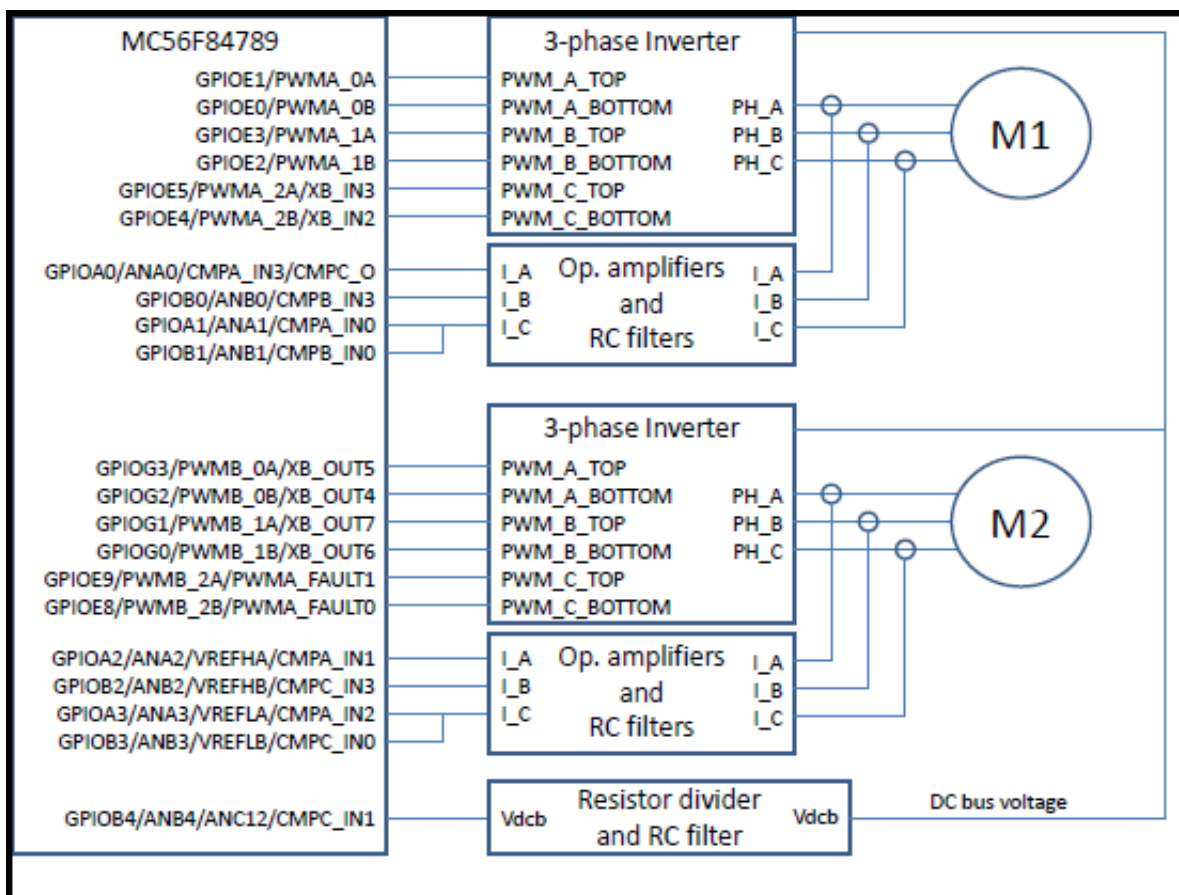 MC56F84789
GPIOE1/PWMA_0A
GPIOE0/PWMA_0B
GPIOE3/PWMA_1A
GPIOE2/PWMA_1B
GPIOE5/PWMA_2A/XB_IN3
GPIOE4/PWMA_2B/XB_IN2
GPIOA0/ANA0/CMPA_IN3/CMPC_O
GPIOB0/ANB0/CMPB_IN3
GPIOA1/ANA1/CMPA_IN0
GPIOB1/ANB1/CMPB_IN0
GPIOG3/PWMB_0A/XB_OUT5
GPIOG2/PWMB_0B/XB_OUT4
GPIOG1/PWMB_1A/XB_OUT7
GPIOG0/PWMB_1B/XB_OUT6
GPIOE9/PWMB_2A/PWMA_FAULT1
GPIOE8/PWMB_2B/PWMA_FAULT0
GPIOA2/ANA2/VREFHA/CMPA_IN1
GPIOB2/ANB2/VREFHB/CMPC_IN3
GPIOA3/ANA3/VREFLA/CMPA_IN2
GPIOB3/ANB3/VREFLB/CMPC_IN0
GPIOB4/ANB4/ANC12/CMPC_IN1
3-phase Inverter
PWM_A_TOP
PWM_A_BOTTOM PH_A
PWM_B_TOP PH_B
PWM_B_BOTTOM PH_C
PWM_C_TOP
PWM_C_BOTTOM
M1
Op. amplifiers
and
RC filters
I_A I_A
I_B I_B
I_C I_C
3-phase Inverter
PWM_A_TOP
PWM_A_BOTTOM PH_A
PWM_B_TOP PH_B
PWM_B_BOTTOM PH_C
PWM_C_TOP
PWM_C_BOTTOM
M2
Op. amplifiers
and
RC filters
I_A I_A
I_B I_B
I_C I_C
Resistor divider
and RC filter
Vdcb Vdcb
DC bus voltage